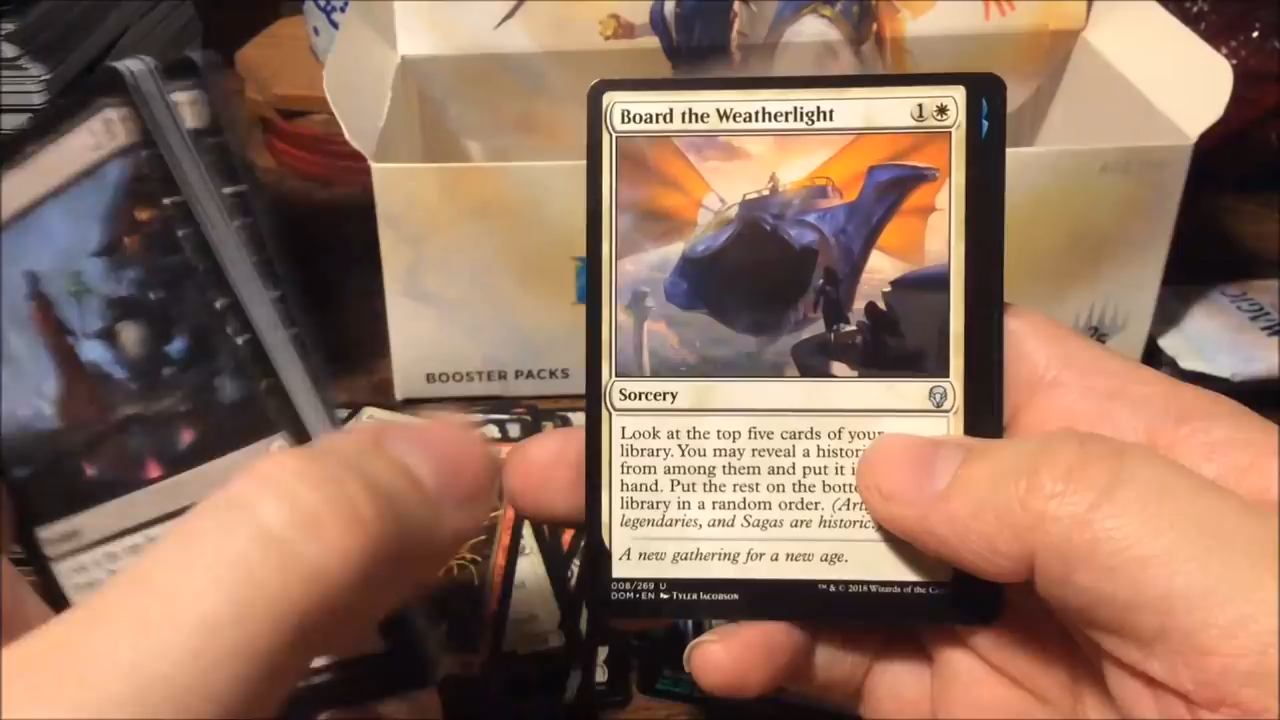 Board the Weatherlight 1
Sorcery
Look at the top five cards of your
library. You may reveal a histori
from among them and put it i
hand. Put the rest on the bott
library in a random order. (Art
legendaries, and Sagas are historic.
A new gathering for a new age.
008/269 U
DOM • EN Tyler Jacobson
™ & © 2018 Wizards of the C
BOOSTER PACKS
MAGIC